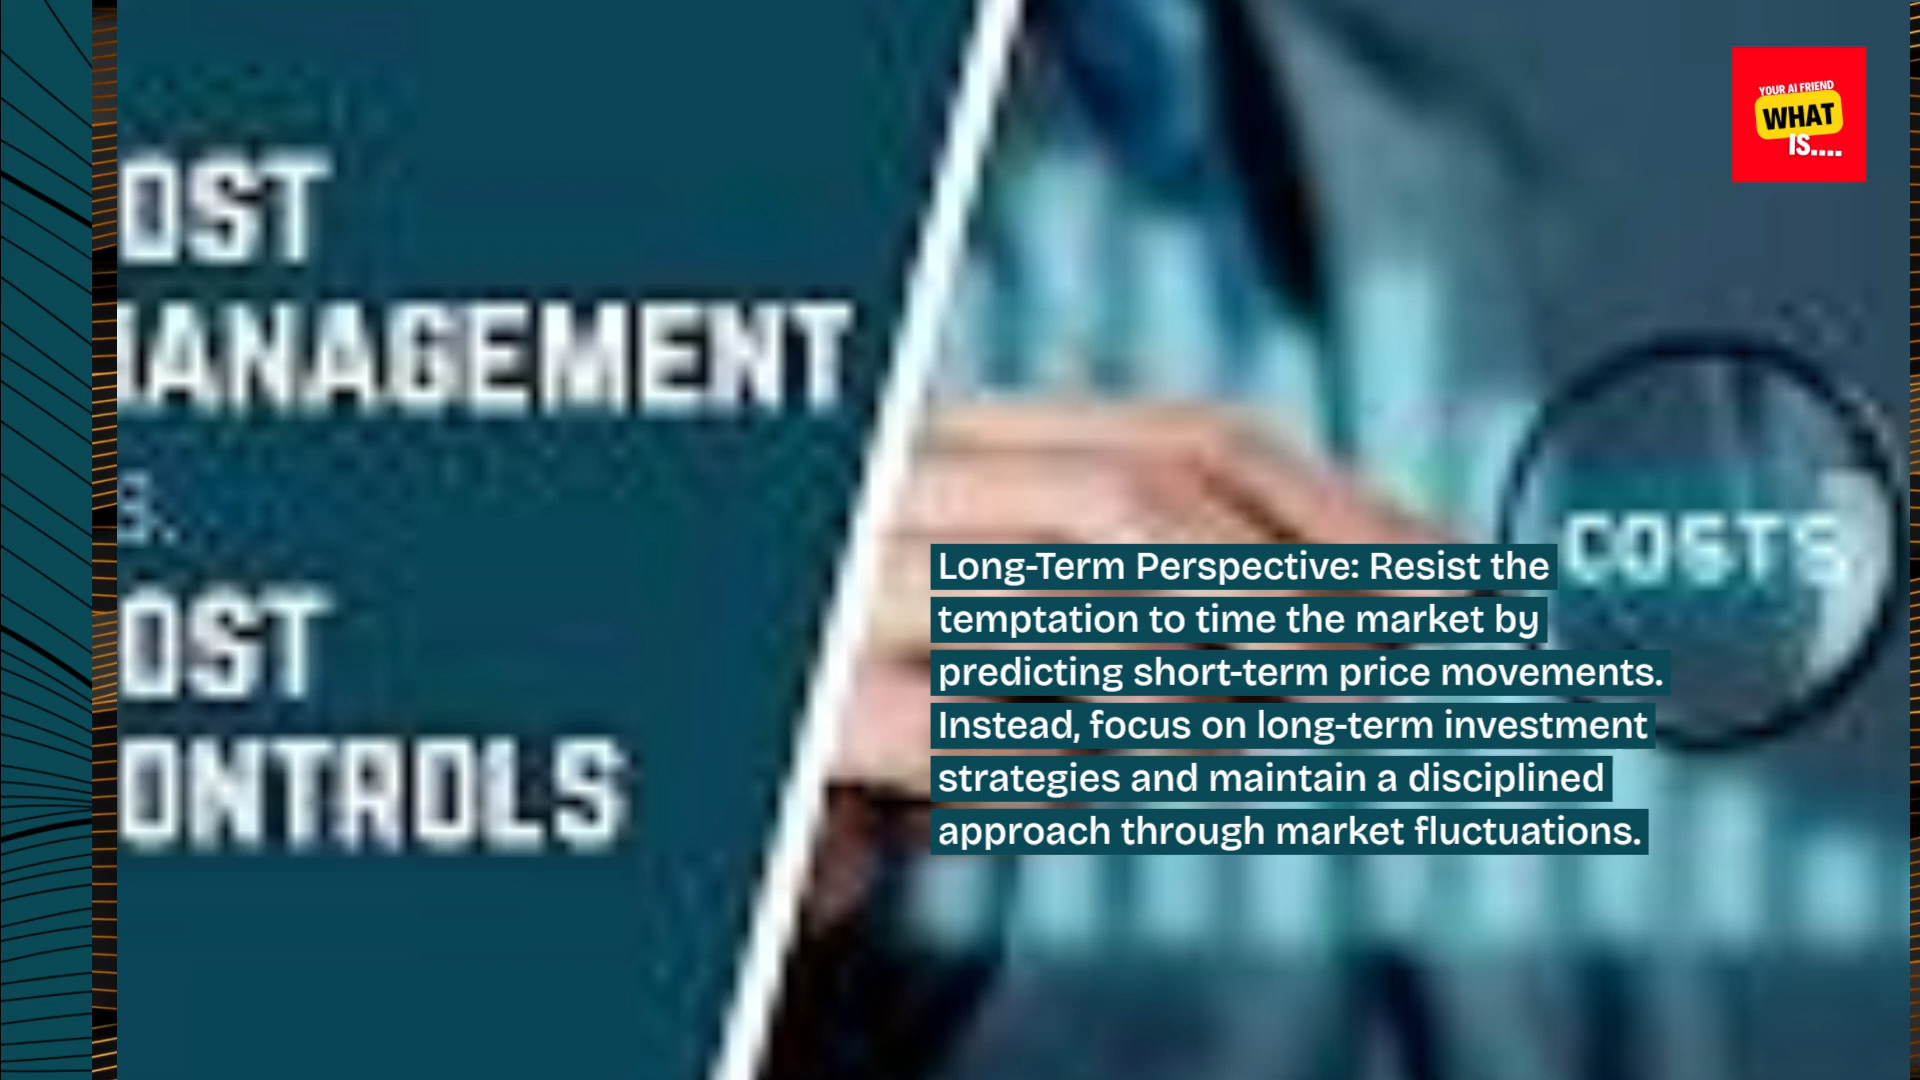 OST
MANAGEMENT
S.
OST
ONTROLS
YOUR AI FRIEND
WHAT
IS....
COSTS
Long-Term Perspective: Resist the
temptation to time the market by
predicting short-term price movements.
Instead, focus on long-term investment
strategies and maintain a disciplined
approach through market fluctuations.